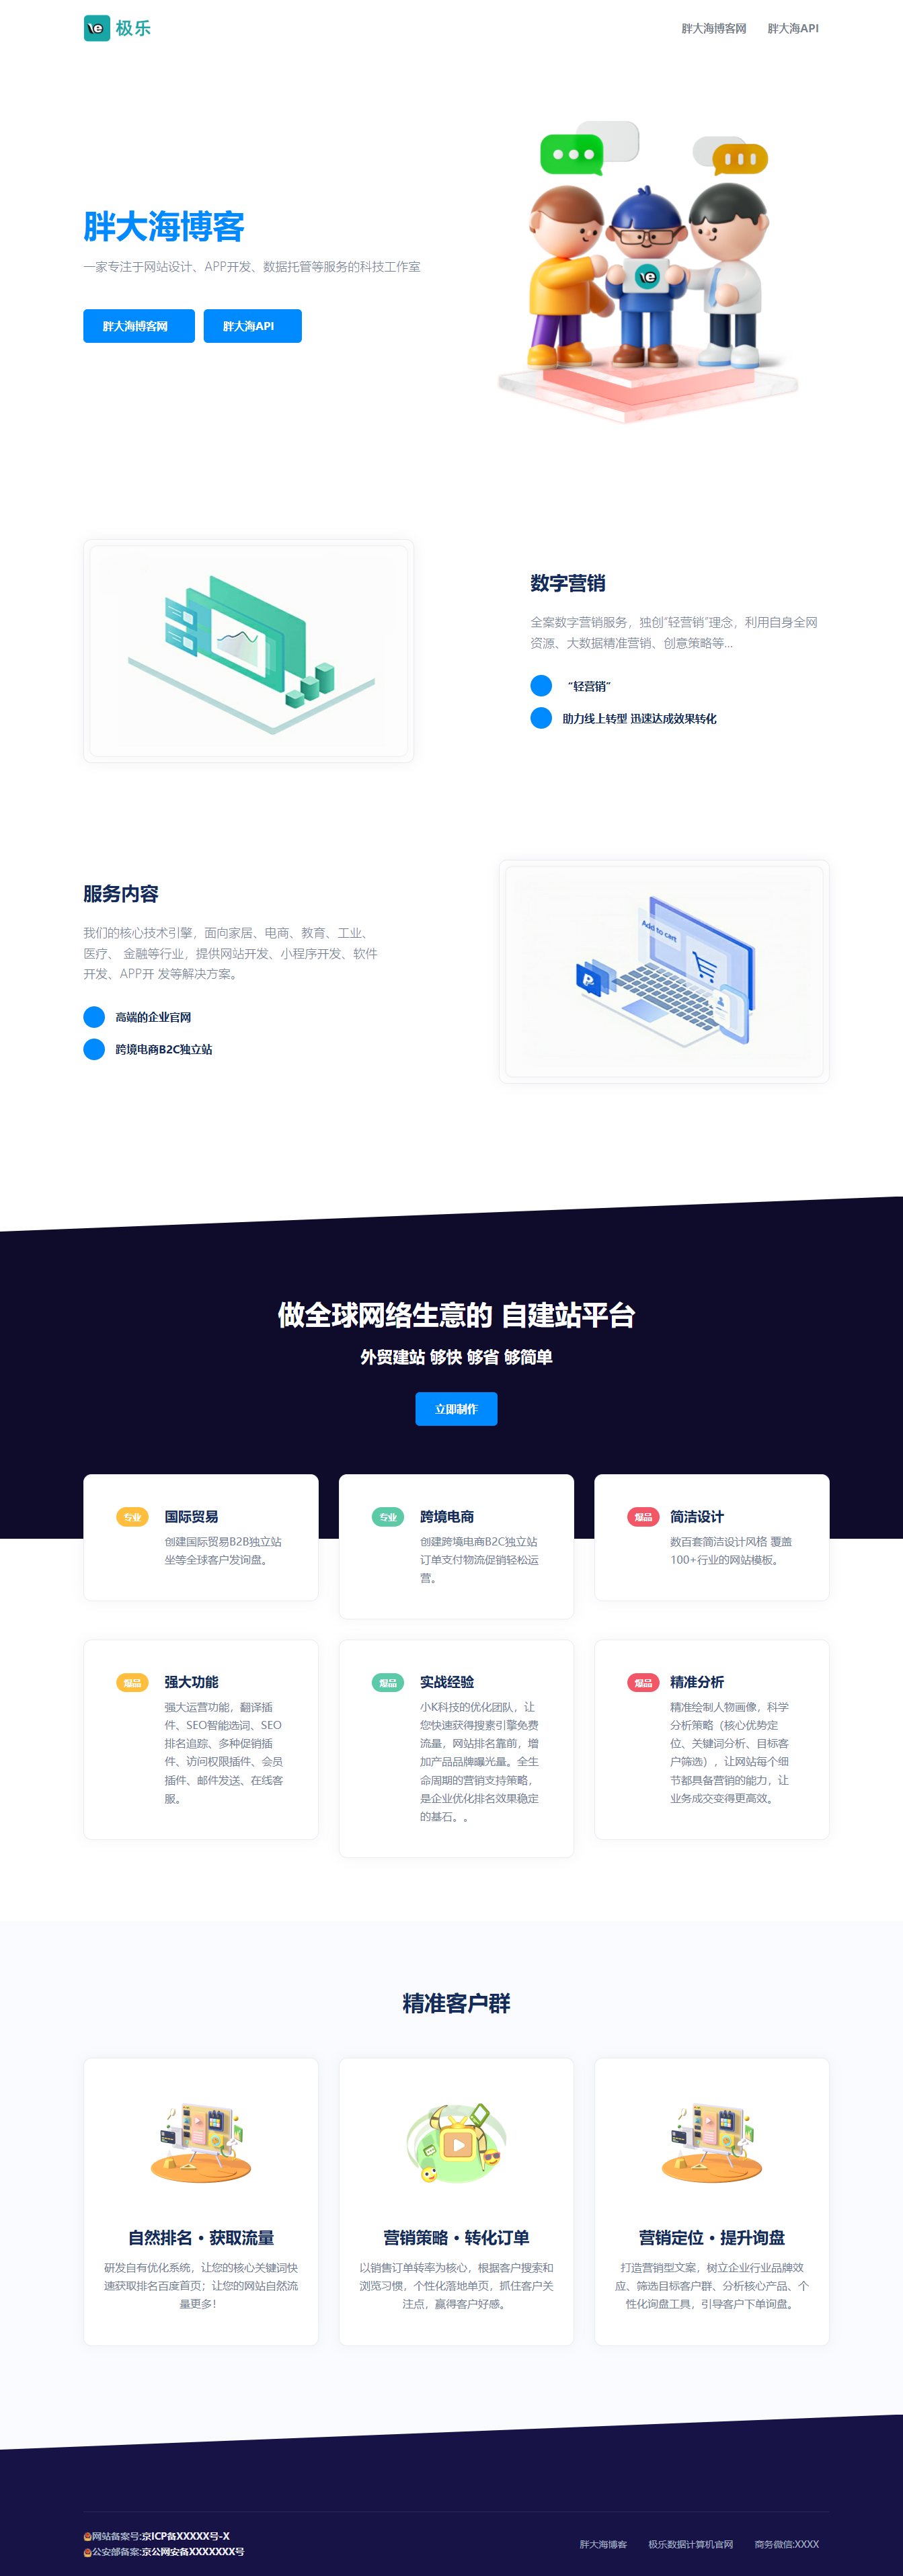 极乐
胖大海博客网 胖大海API
胖大海博客
一家专注于网站设计、APP开发、数据托管等服务的科技工作室
胖大海博客网 胖大海API
数字营销
全案数字营销服务，独创“轻营销”理念，利用自身全网
资源、大数据精准营销、创意策略等...
“轻营销”
助力线上转型 迅速达成效果转化
服务内容
我们的核心技术引擎，面向家居、电商、教育、工业、
医疗、 金融等行业，提供网站开发、小程序开发、软件
开发、APP开 发等解决方案。
高端的企业官网
跨境电商B2C独立站
Add to cart
做全球网络生意的 自建站平台
外贸建站 够快 够省 够简单
立即制作
专业 国际贸易
创建国际贸易B2B独立站
坐等全球客户发询盘。
专业 跨境电商
创建跨境电商B2C独立站
订单支付物流促销轻松运
营。
爆品 简洁设计
数百套简洁设计风格 覆盖
100+行业的网站模板。
爆品 强大功能
强大运营功能，翻译插
件、SEO智能选词、SEO
排名追踪、多种促销插
件、访问权限插件、会员
插件、邮件发送、在线客
服。
爆品 实战经验
小K科技的优化团队，让
您快速获得搜素引擎免费
流量，网站排名靠前，增
加产品品牌曝光量。全生
命周期的营销支持策略，
是企业优化排名效果稳定
的基石。。
爆品 精准分析
精准绘制人物画像，科学
分析策略（核心优势定
位、关键词分析、目标客
户筛选），让网站每个细
节都具备营销的能力，让
业务成交变得更高效。
精准客户群
自然排名・获取流量
研发自有优化系统，让您的核心关键词快
速获取排名百度首页；让您的网站自然流
量更多!
营销策略・转化订单
以销售订单转率为核心，根据客户搜索和
浏览习惯，个性化落地单页，抓住客户关
注点，赢得客户好感。
营销定位・提升询盘
打造营销型文案，树立企业行业品牌效
应、筛选目标客户群、分析核心产品、个
性化询盘工具，引导客户下单询盘。
网站备案号:京ICP备XXXXX号-X
公安部备案:京公网安备XXXXXXX号
胖大海博客 极乐数据计算机官网 商务微信:XXXX